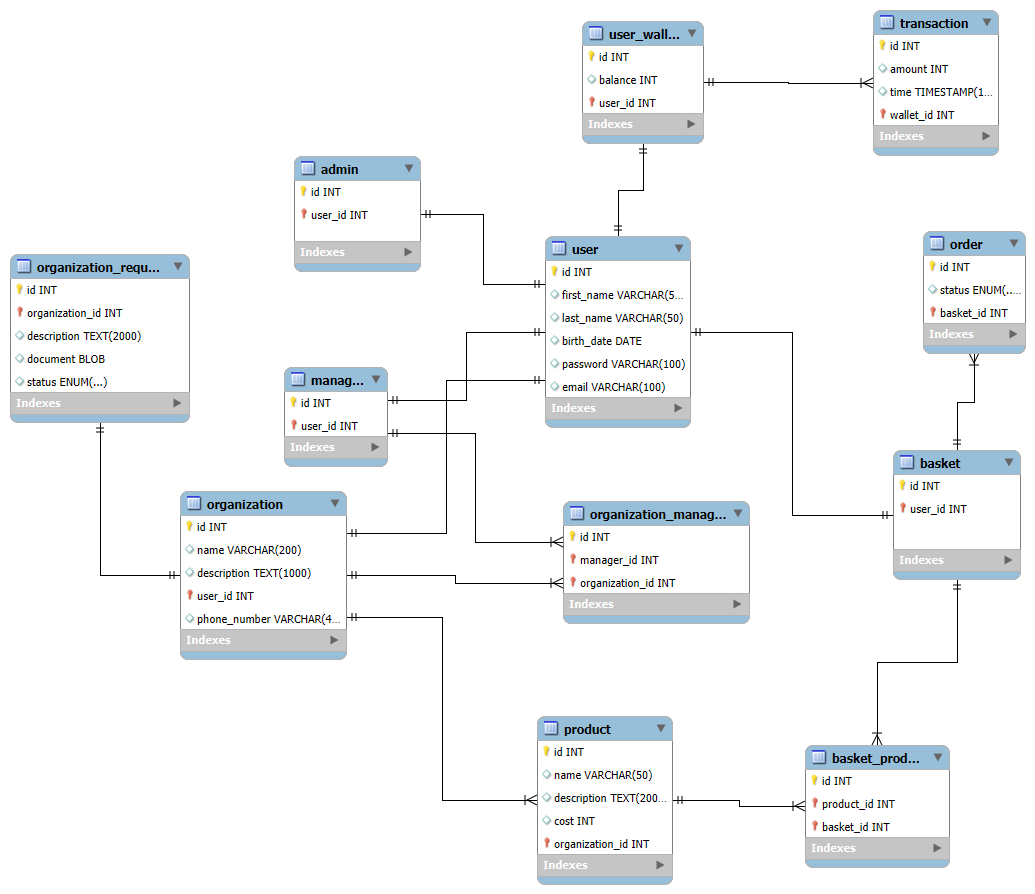 user_wall...
id INT
balance INT
user_id INT
Indexes
transaction
id INT
amount INT
time TIMESTAMP(1...
wallet_id INT
Indexes
admin
id INT
user_id INT
Indexes
user
id INT
first_name VARCHAR(5...
last_name VARCHAR(50)
birth_date DATE
password VARCHAR(100)
email VARCHAR(100)
Indexes
order
id INT
status ENUM(...
basket_id INT
Indexes
organization_requ...
id INT
organization_id INT
description TEXT(2000)
document BLOB
status ENUM(...)
Indexes
manag...
id INT
user_id INT
Indexes
basket
id INT
user_id INT
Indexes
organization
id INT
name VARCHAR(200)
description TEXT(1000)
user_id INT
phone_number VARCHAR(4...
Indexes
organization_manag...
id INT
manager_id INT
organization_id INT
Indexes
product
id INT
name VARCHAR(50)
description TEXT(200...
cost INT
organization_id INT
Indexes
basket_prod...
id INT
product_id INT
basket_id INT
Indexes